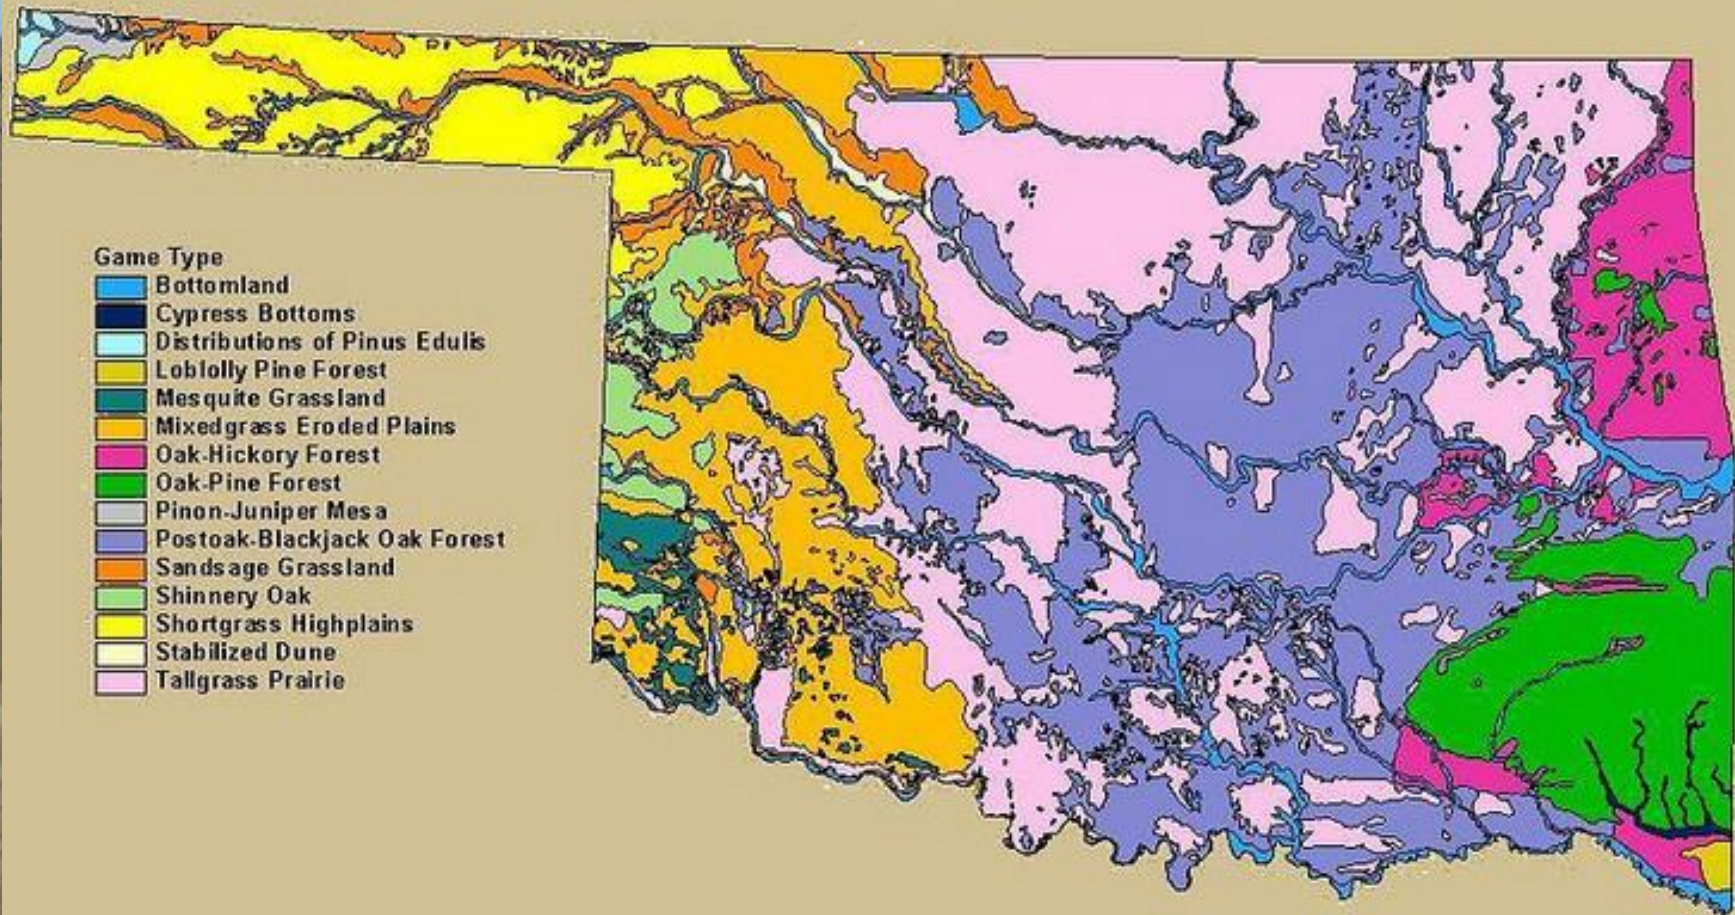 Game Type
Bottomland
Cypress Bottoms
Distributions of Pinus Edulis
Loblolly Pine Forest
Mesquite Grassland
Mixedgrass Eroded Plains
Oak-Hickory Forest
Oak-Pine Forest
Pinon-Juniper Mesa
Postoak-Blackjack Oak Forest
Sandsage Grassland
Shinnery Oak
Shortgrass Highplains
Stabilized Dune
Tallgrass Prairie